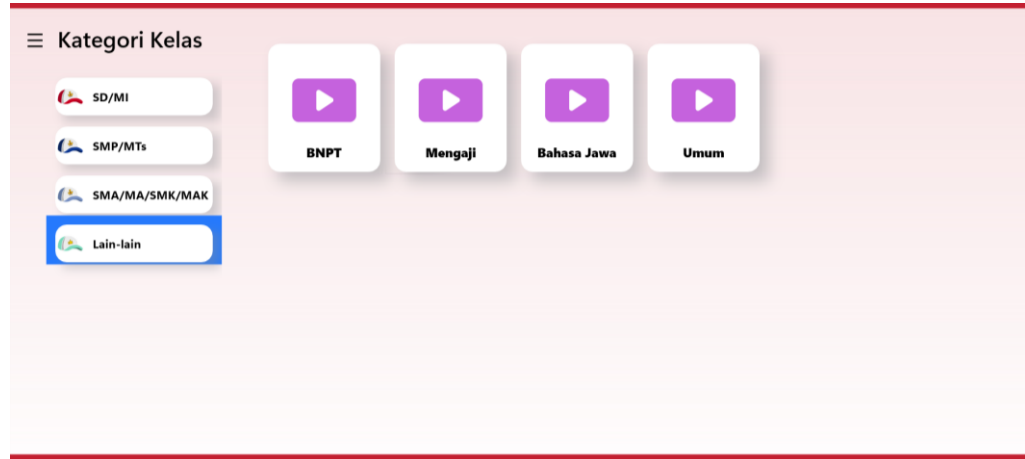 Kategori Kelas
SD/MI
SMP/MTs
SMA/MA/SMK/MAK
Lain-lain
BNPT
Mengaji
Bahasa Jawa
Umum